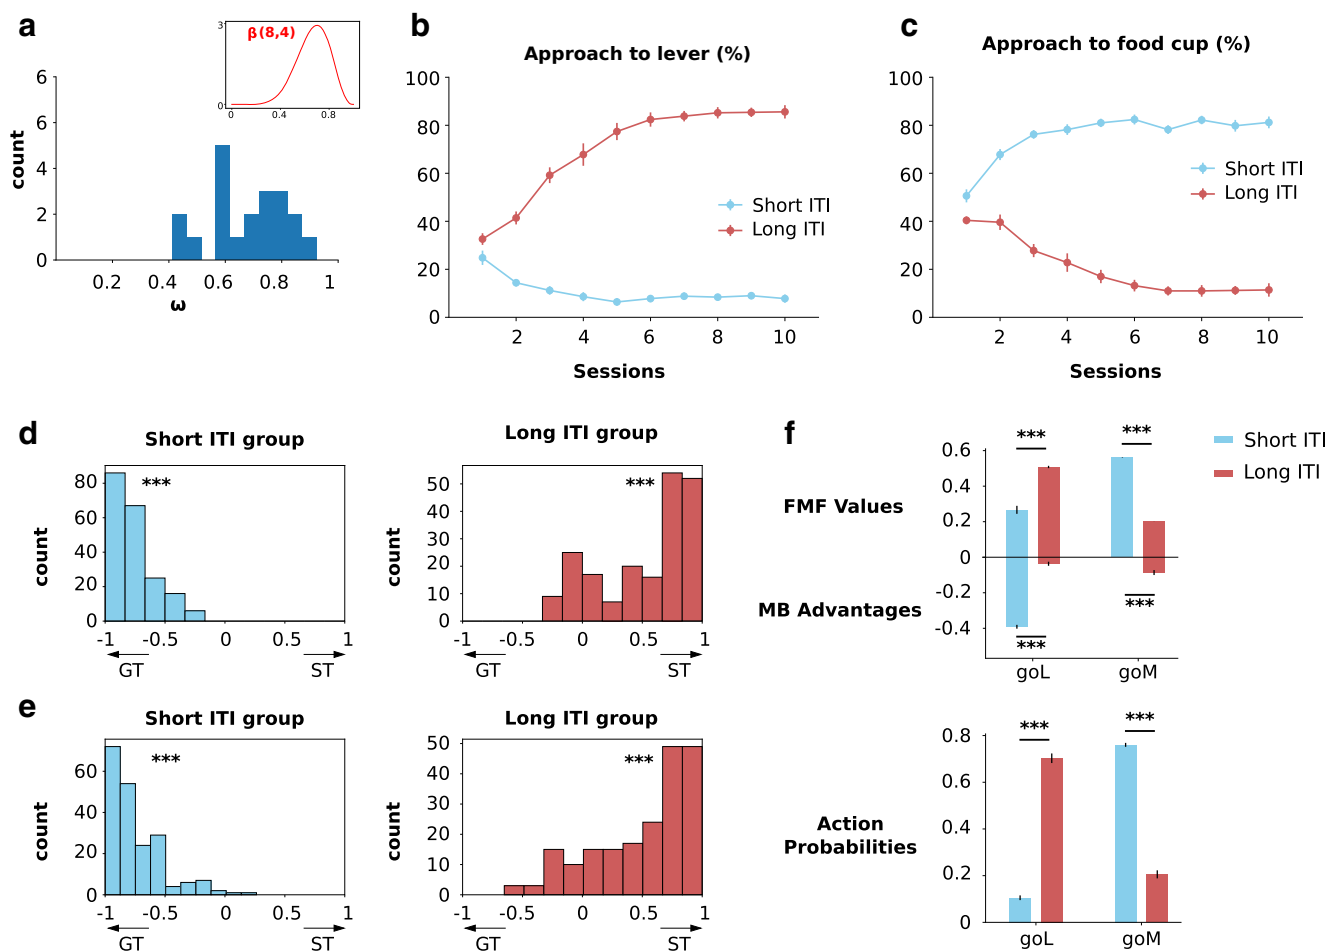 a
β(8,4)
3
0
0
0.4
0.8
6
6
4
2
0
count
0.2
0.4
0.6
0.8
1
ω
b
Approach to lever (%)
100
80
60
40
20
0
2
4
6
8
10
Sessions
Short ITI
Long ITI
c
Approach to food cup (%)
100
80
60
40
20
0
2
4
6
8
10
Sessions
Short ITI
Long ITI
d
Short ITI group
***
80
60
40
20
0
count
-1
-0.5
0
0.5
1
GT
ST
Long ITI group
***
50
40
30
20
10
0
count
-1
-0.5
0
0.5
1
GT
ST
e
Short ITI group
***
60
40
20
0
count
-1
-0.5
0
0.5
1
GT
ST
Long ITI group
***
50
40
30
20
10
0
count
-1
-0.5
0
0.5
1
GT
ST
f
Short ITI
Long ITI
FMF Values
MB Advantages
0.6
0.4
0.2
0
-0.2
-0.4
***
***
***
***
goL
goM
Action
Probabilities
0.8
0.6
0.4
0.2
0
***
***
goL
goM